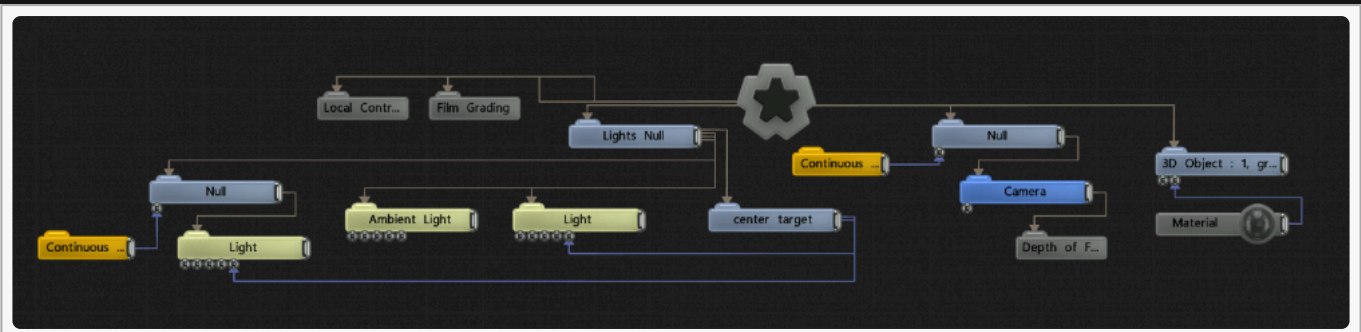 Local Contr...
Film Grading
Lights Null
Null
Continuous ...
3D Object : 1, gr...
Null
Camera
Ambient Light
Light
center target
Material
Continuous ...
Light
Depth of F...